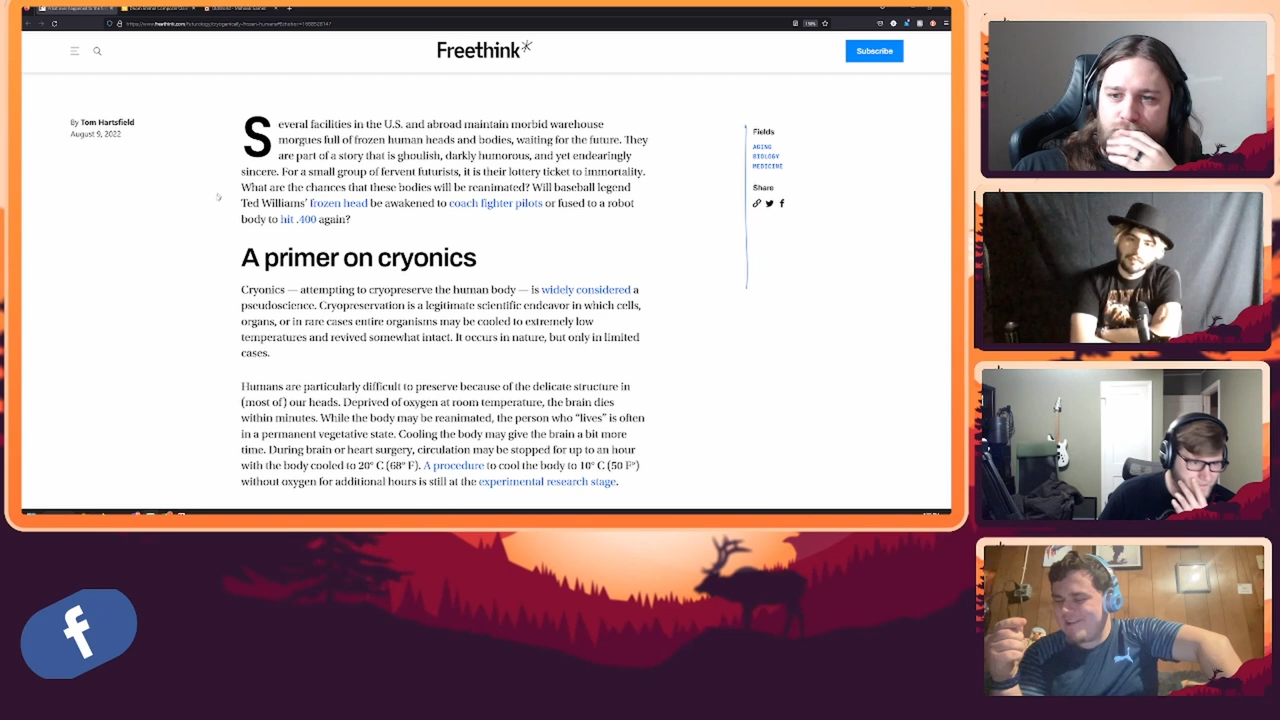 https://www.freethink.com/futurology/cryogenically-frozen-humans
Freethink*
Subscribe
By Tom Hartsfield
August 9, 2022
Several facilities in the U.S. and abroad maintain morbid warehouse
morgues full of frozen human heads and bodies, waiting for the future. They
are part of a story that is ghoulish, darkly humorous, and yet endearingly
sincere. For a small group of fervent futurists, it is their lottery ticket to immortality.
What are the chances that these bodies will be reanimated? Will baseball legend
Ted Williams' frozen head be awakened to coach fighter pilots or fused to a robot
body to hit .400 again?
Fields
AGING
BIOLOGY
MEDICINE
Share
A primer on cryonics
Cryonics — attempting to cryopreserve the human body — is widely considered a
pseudoscience. Cryopreservation is a legitimate scientific endeavor in which cells,
organs, or in rare cases entire organisms may be cooled to extremely low
temperatures and revived somewhat intact. It occurs in nature, but only in limited
cases.
Humans are particularly difficult to preserve because of the delicate structure in
(most of) our heads. Deprived of oxygen at room temperature, the brain dies
within minutes. While the body may be reanimated, the person who “lives” is often
in a permanent vegetative state. Cooling the body may give the brain a bit more
time. During brain or heart surgery, circulation may be stopped for up to an hour
with the body cooled to 20° C (68° F). A procedure to cool the body to 10° C (50 F°)
without oxygen for additional hours is still at the experimental research stage.
f